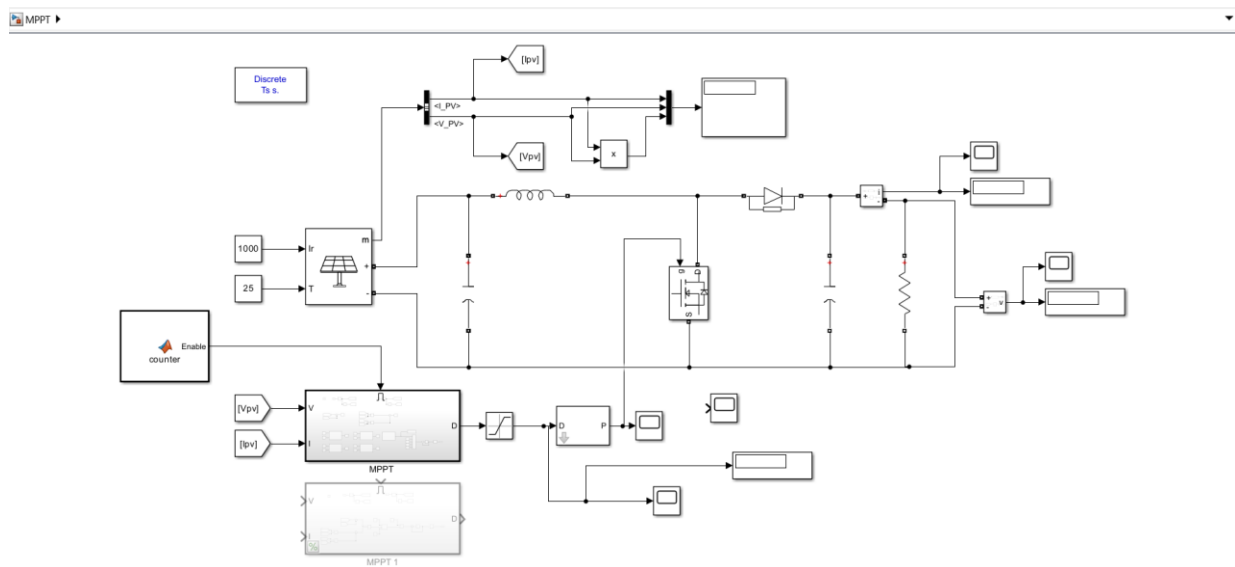 MPPT
[Ipv]
Discrete
Ts s.
<I_PV>
<V_PV>
[Vpv]
x
i
+
-
m
1000
Ir
+
25
T
-
g
D
S
+
-
v
Enable
counter
[Vpv]
V
D
D
P
[Ipv]
I
MPPT
V
D
I
MPPT 1